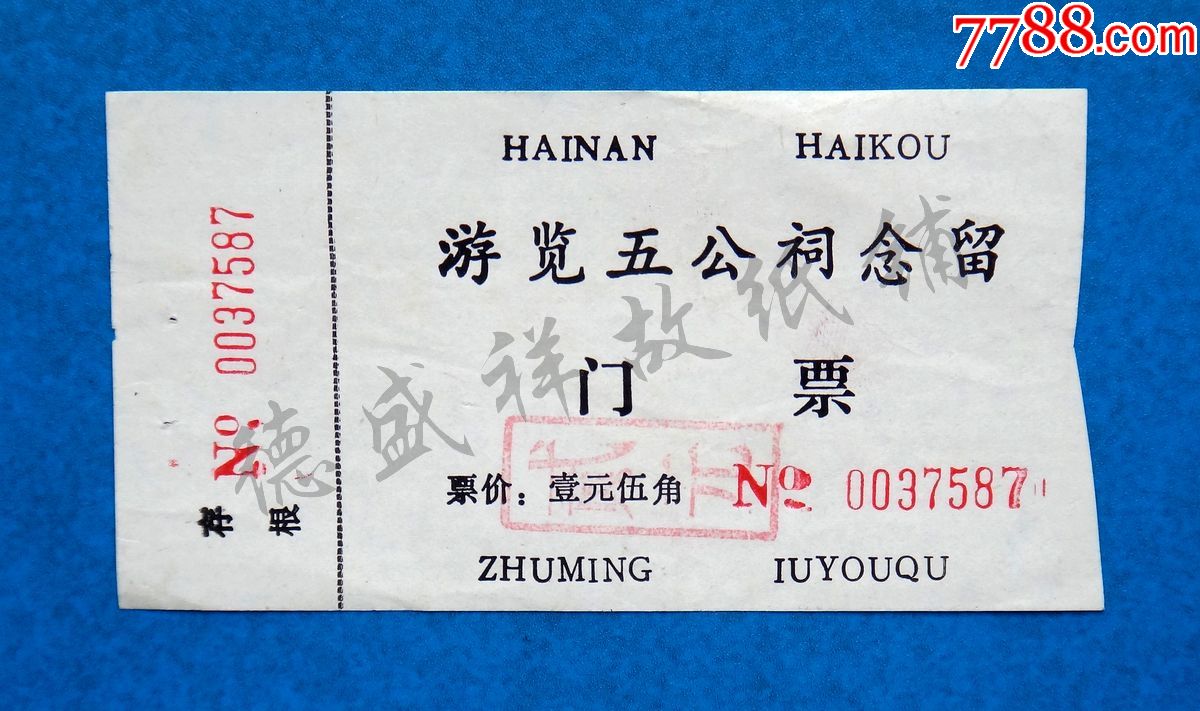 7788.com
HAINAN HAIKOU
游览五公祠念留
门 票
票价：壹元伍角 № 0037587
ZHUMING IUYOUQU
№ 0037587
存根
德盛祥故纸铺